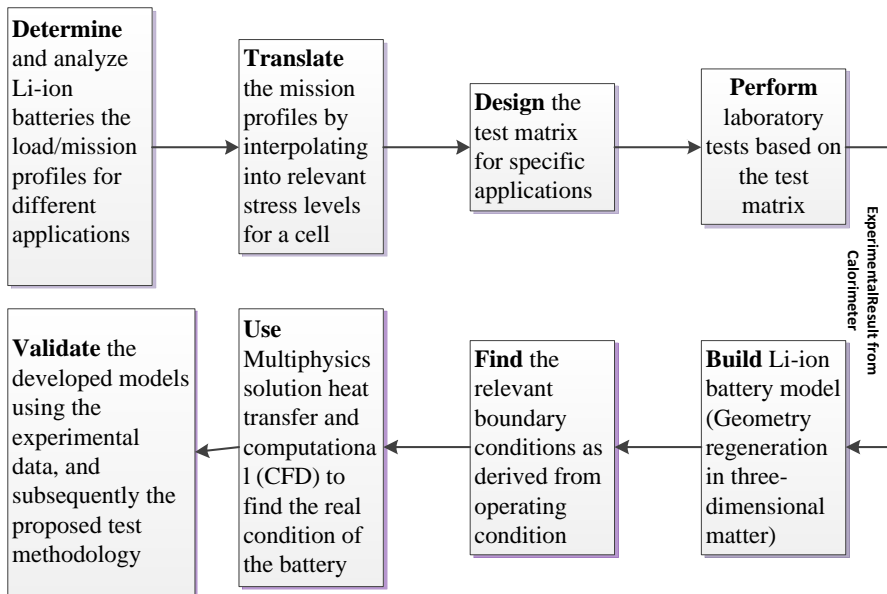 Determine
and analyze
Li-ion
batteries the
load/mission
profiles for
different
applications
Translate
the mission
profiles by
interpolating
into relevant
stress levels
for a cell
Design the
test matrix
for specific
applications
Perform
laboratory
tests based on
the test
matrix
ExperimentalResult from
Calorimeter
Build Li-ion
battery model
(Geometry
regeneration
in three-
dimensional
matter)
Find the
relevant
boundary
conditions as
derived from
operating
condition
Use
Multiphysics
solution heat
transfer and
computationa
l (CFD) to
find the real
condition of
the battery
Validate the
developed models
using the
experimental
data, and
subsequently the
proposed test
methodology